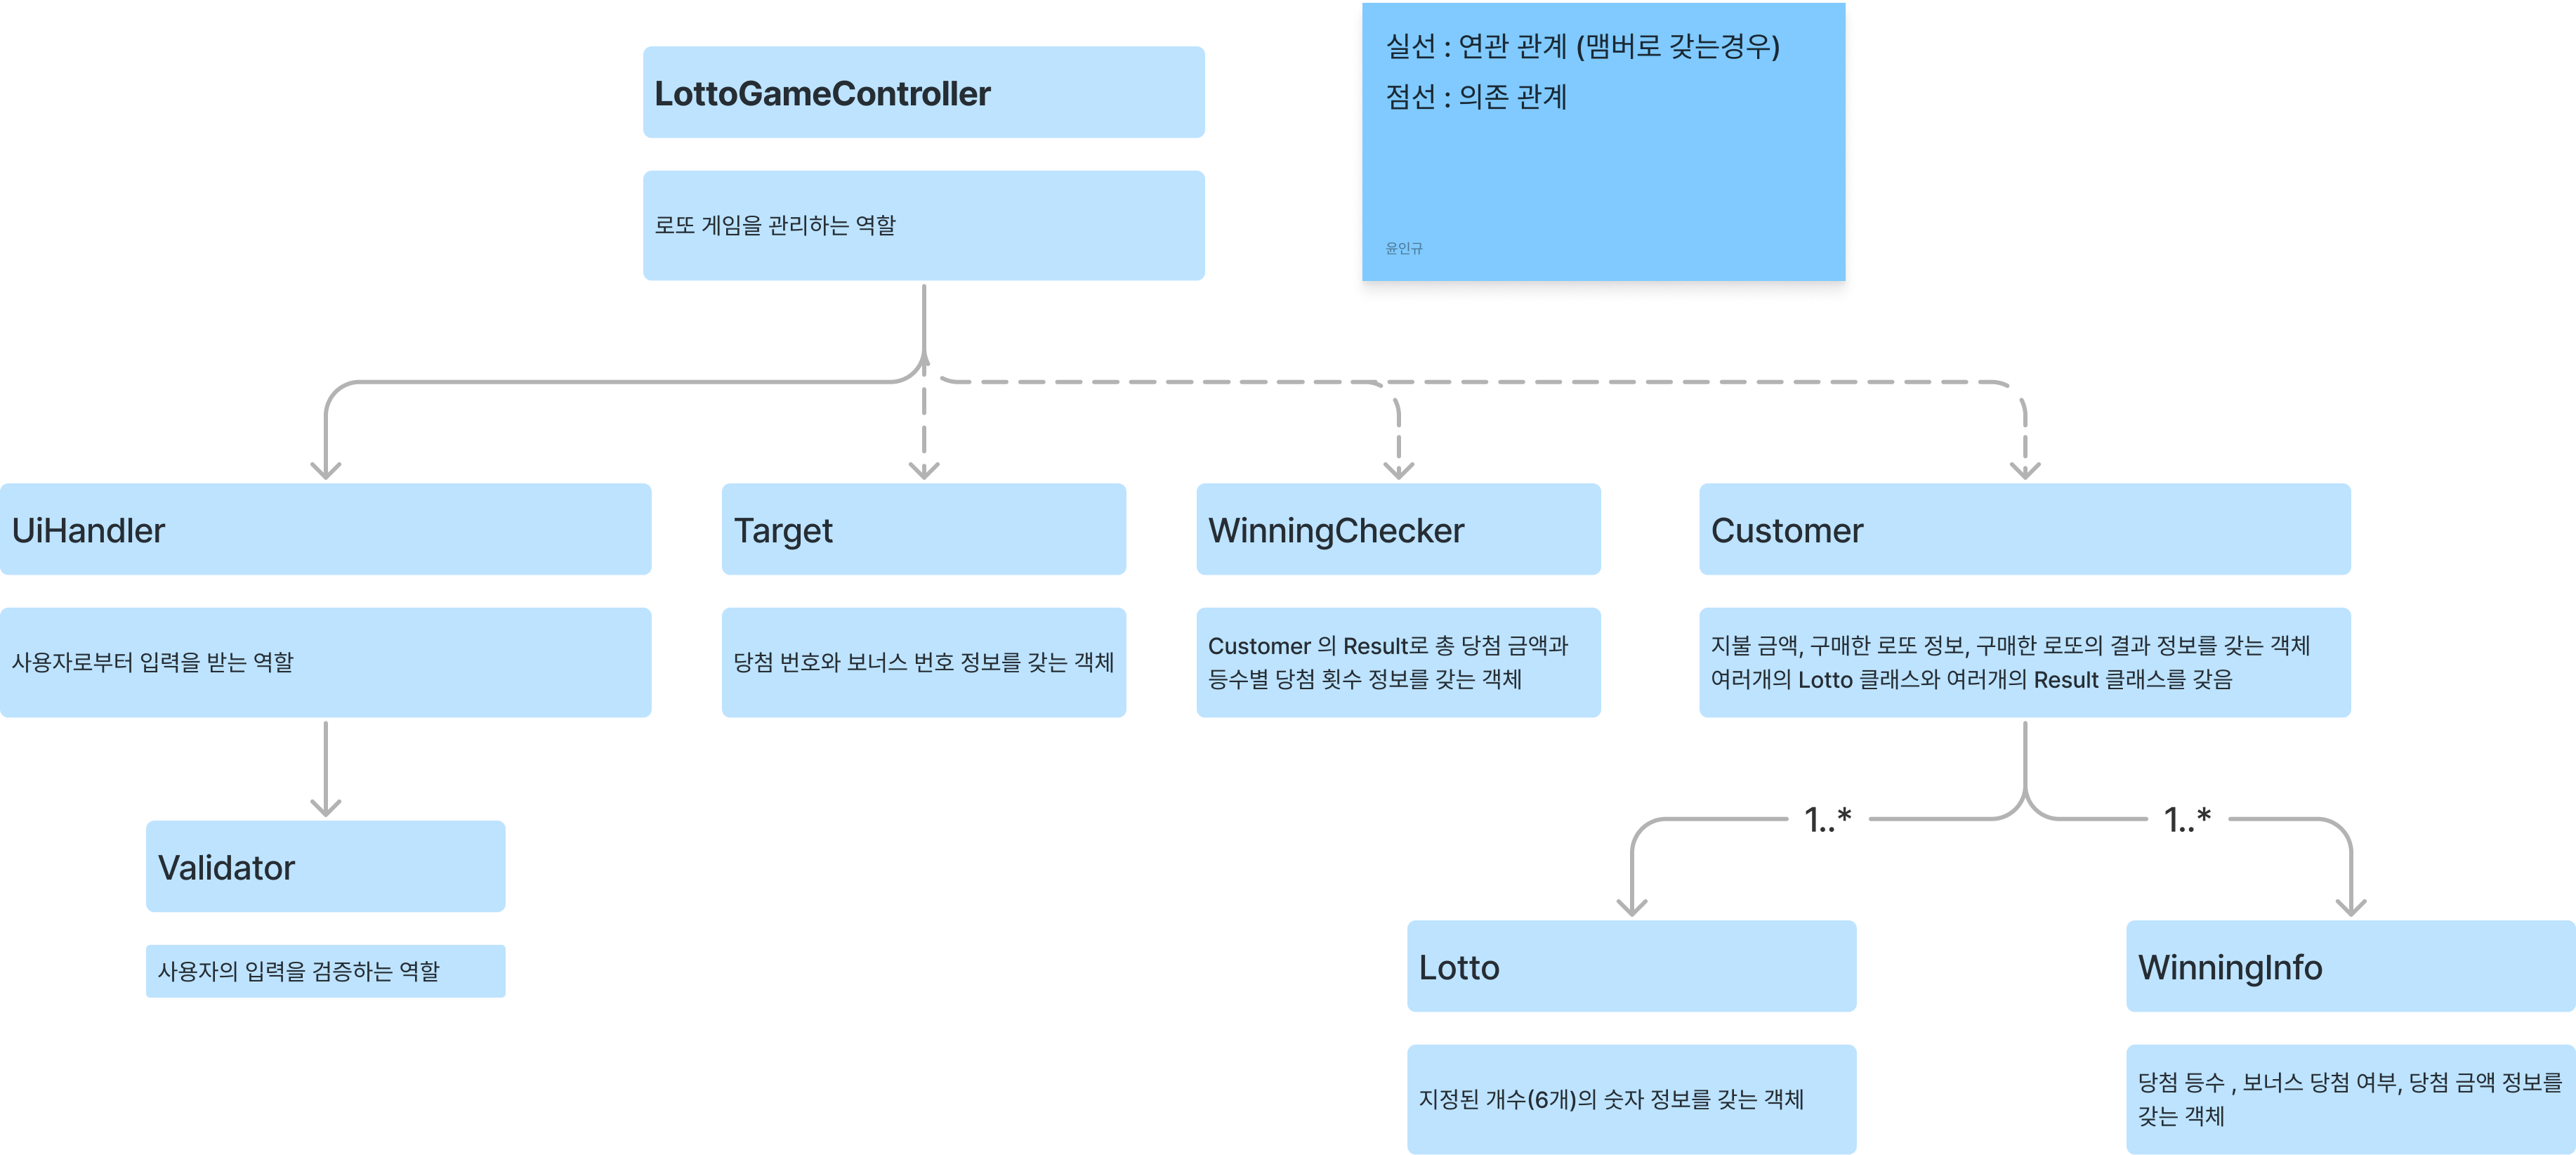 LottoGameController
로또 게임을 관리하는 역할
실선 : 연관 관계 (맴버로 갖는경우)
점선 : 의존 관계
윤인규
UiHandler
사용자로부터 입력을 받는 역할
Target
당첨 번호와 보너스 번호 정보를 갖는 객체
WinningChecker
Customer 의 Result로 총 당첨 금액과
등수별 당첨 횟수 정보를 갖는 객체
Customer
지불 금액, 구매한 로또 정보, 구매한 로또의 결과 정보를 갖는 객체
여러개의 Lotto 클래스와 여러개의 Result 클래스를 갖음
1..*
1..*
Validator
사용자의 입력을 검증하는 역할
Lotto
지정된 개수(6개)의 숫자 정보를 갖는 객체
WinningInfo
당첨 등수 , 보너스 당첨 여부, 당첨 금액 정보를
갖는 객체